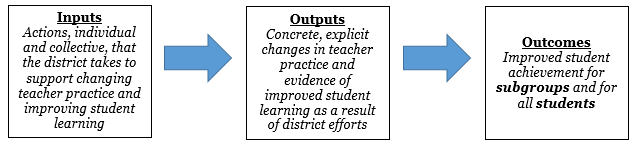 Inputs
Actions, individual
and collective, that
the district takes to
support changing
teacher practice and
improving student
learning
Outputs
Concrete, explicit
changes in teacher
practice and
evidence of
improved student
learning as a result
of district efforts
Outcomes
Improved student
achievement for
subgroups and for
all students